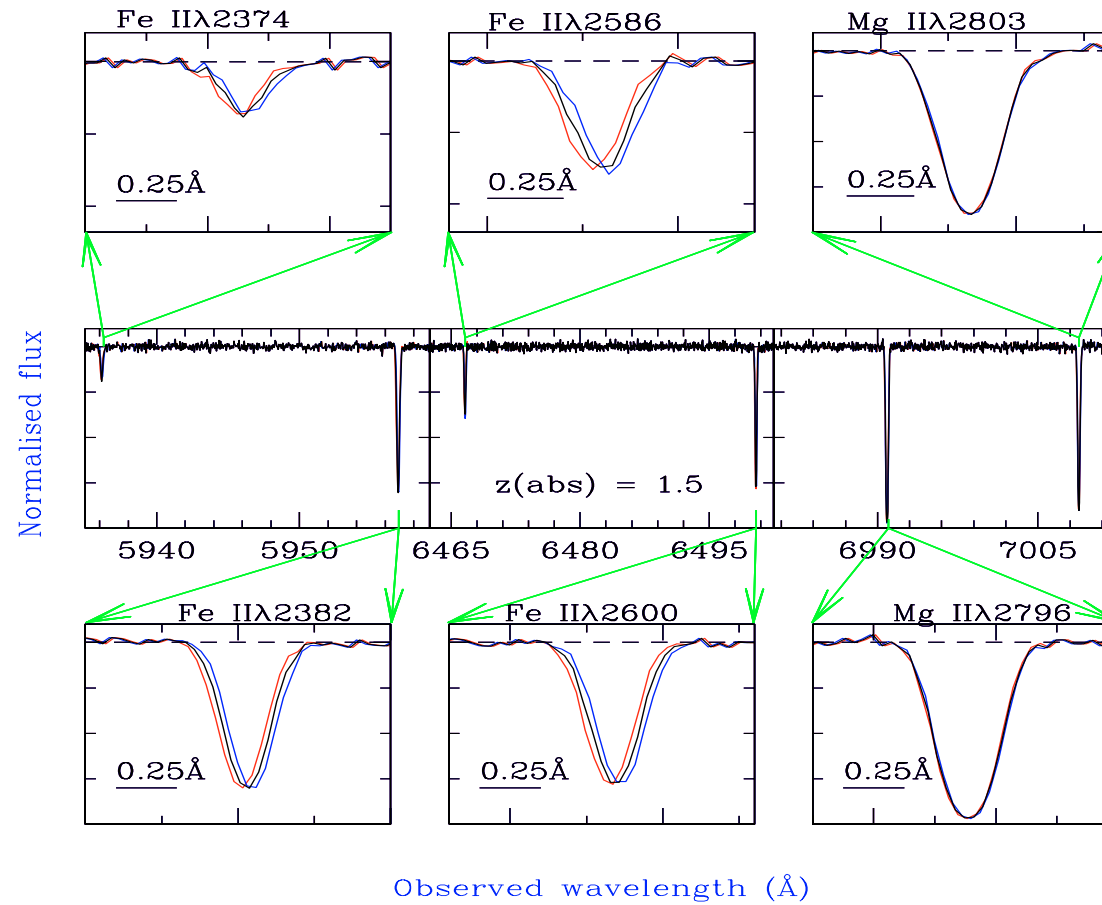 Fe IIλ2374
Fe IIλ2586
Mg IIλ2803
0.25Å
0.25Å
0.25Å
Normalised flux
z(abs) = 1.5
5940
5950
6465
6480
6495
6990
7005
Fe IIλ2382
Fe IIλ2600
Mg IIλ2796
0.25Å
0.25Å
0.25Å
Observed wavelength (Å)